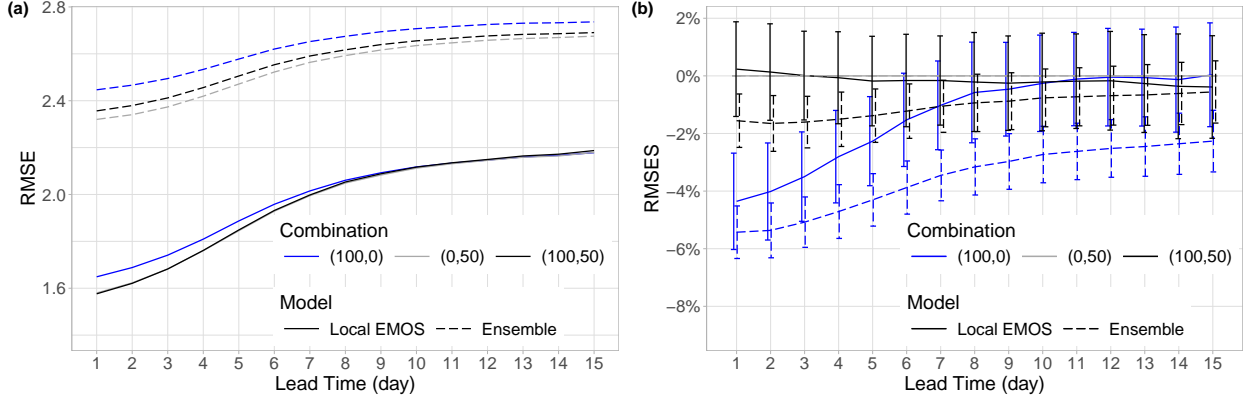 (a)
2.8
2.4
2.0
1.6
RMSE
Combination
(100,0) (0,50) (100,50)
Model
Local EMOS Ensemble
1 2 3 4 5 6 7 8 9 10 11 12 13 14 15
Lead Time (day)
(b)
2%
0%
−2%
−4%
−6%
−8%
RMSES
Combination
(100,0) (0,50) (100,50)
Model
Local EMOS Ensemble
1 2 3 4 5 6 7 8 9 10 11 12 13 14 15
Lead Time (day)